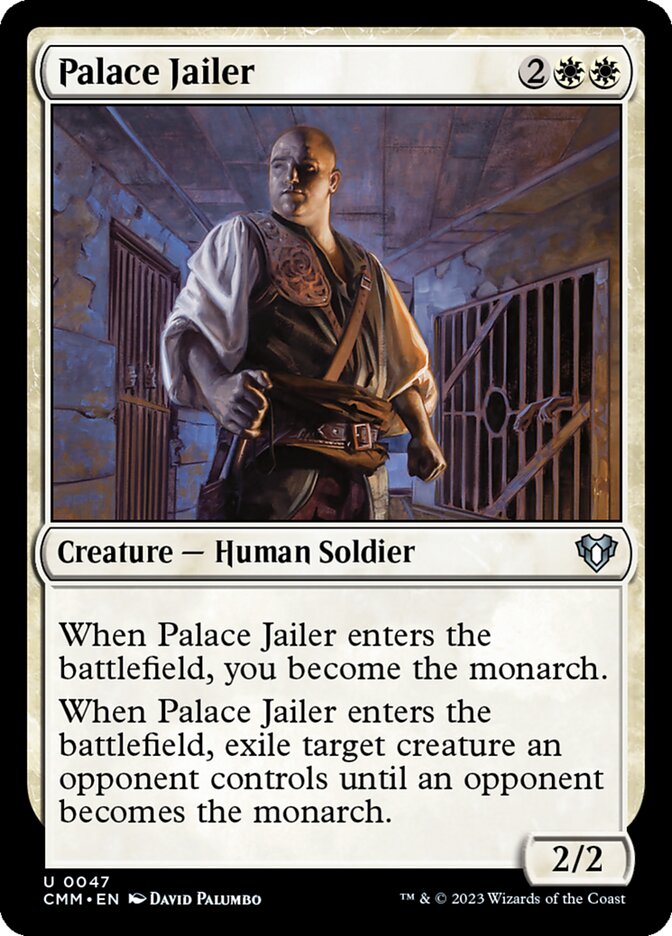 Palace Jailer 2
Creature — Human Soldier
When Palace Jailer enters the
battlefield, you become the monarch.
When Palace Jailer enters the
battlefield, exile target creature an
opponent controls until an opponent
becomes the monarch.
2/2
U 0047
CMM • EN David Palumbo
™ & © 2023 Wizards of the Coast